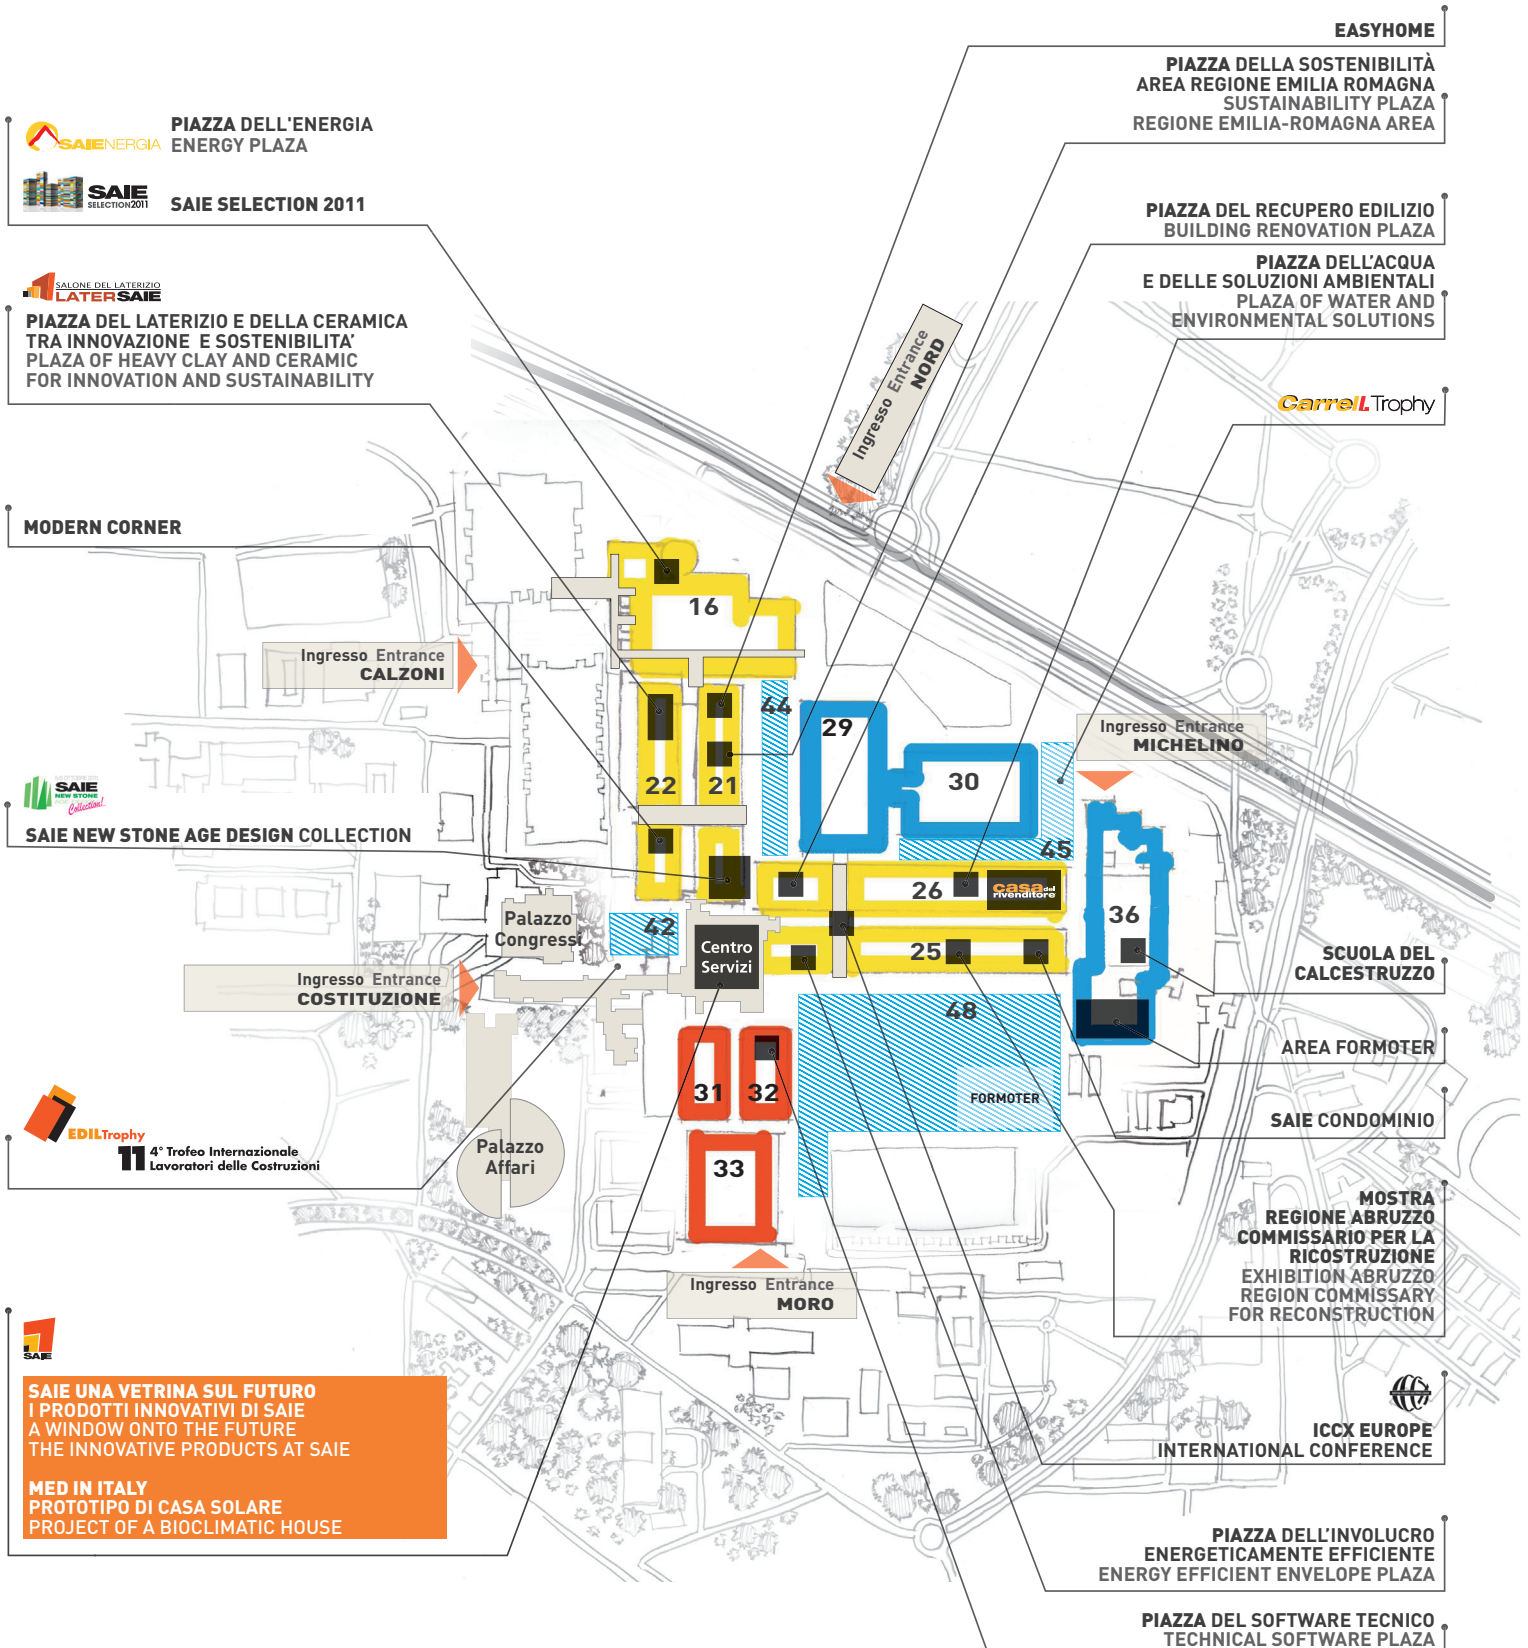 EASYHOME
PIAZZA DELLA SOSTENIBILITÀ
AREA REGIONE EMILIA ROMAGNA
SUSTAINABILITY PLAZA
REGIONE EMILIA-ROMAGNA AREA
SAIENERGIA
PIAZZA DELL'ENERGIA
ENERGY PLAZA
SAIE
SELECTION2011
SAIE SELECTION 2011
PIAZZA DEL RECUPERO EDILIZIO
BUILDING RENOVATION PLAZA
PIAZZA DELL'ACQUA
E DELLE SOLUZIONI AMBIENTALI
PLAZA OF WATER AND
ENVIRONMENTAL SOLUTIONS
SALONE DEL LATERIZIO
LATERSAIE
PIAZZA DEL LATERIZIO E DELLA CERAMICA
TRA INNOVAZIONE E SOSTENIBILITA'
PLAZA OF HEAVY CLAY AND CERAMIC
FOR INNOVATION AND SUSTAINABILITY
Ingresso Entrance
NORD
CarrelLTrophy
MODERN CORNER
16
Ingresso Entrance
CALZONI
44
29
Ingresso Entrance
MICHELINO
22
21
30
SAIE
NEW STONE
Collection!
SAIE NEW STONE AGE DESIGN COLLECTION
45
26
casa del
rivenditore
36
Palazzo
Congressi
42
Centro
Servizi
25
SCUOLA DEL
CALCESTRUZZO
Ingresso Entrance
COSTITUZIONE
48
AREA FORMOTER
31
32
FORMOTER
SAIE CONDOMINIO
EDILTrophy
11 4° Trofeo Internazionale
Lavoratori delle Costruzioni
Palazzo
Affari
33
MOSTRA
REGIONE ABRUZZO
COMMISSARIO PER LA
RICOSTRUZIONE
EXHIBITION ABRUZZO
REGION COMMISSARY
FOR RECONSTRUCTION
Ingresso Entrance
MORO
SAIE
SAIE UNA VETRINA SUL FUTURO
I PRODOTTI INNOVATIVI DI SAIE
A WINDOW ONTO THE FUTURE
THE INNOVATIVE PRODUCTS AT SAIE
MED IN ITALY
PROTOTIPO DI CASA SOLARE
PROJECT OF A BIOCLIMATIC HOUSE
ICCX EUROPE
INTERNATIONAL CONFERENCE
PIAZZA DELL'INVOLUCRO
ENERGETICAMENTE EFFICIENTE
ENERGY EFFICIENT ENVELOPE PLAZA
PIAZZA DEL SOFTWARE TECNICO
TECHNICAL SOFTWARE PLAZA